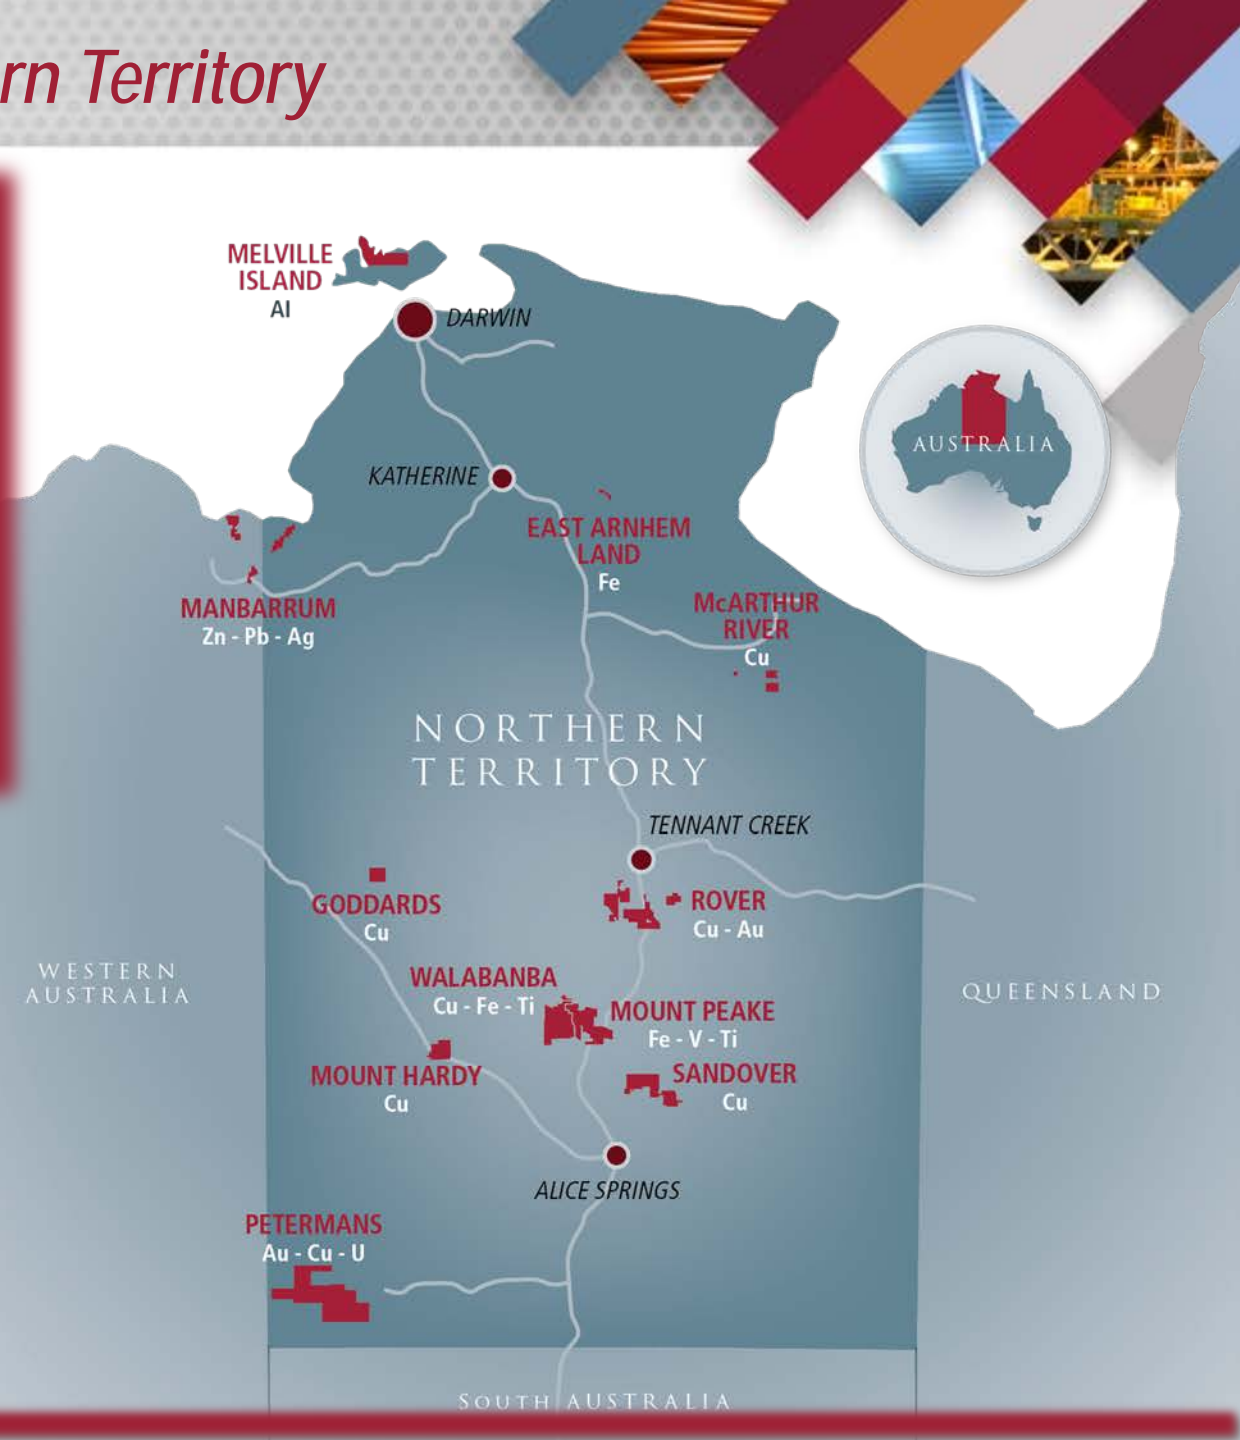 rn Territory
MELVILLE
ISLAND
Al
DARWIN
AUSTRALIA
KATHERINE
EAST ARNHEM
LAND
Fe
MANBARRUM
Zn - Pb - Ag
McARTHUR
RIVER
Cu
NORTHERN
TERRITORY
TENNANT CREEK
GODDARDS
Cu
ROVER
Cu - Au
WESTERN
AUSTRALIA
WALABANBA
Cu - Fe - Ti
QUEENSLAND
MOUNT PEAKE
Fe - V - Ti
MOUNT HARDY
Cu
SANDOVER
Cu
ALICE SPRINGS
PETERMANS
Au - Cu - U
SOUTH AUSTRALIA